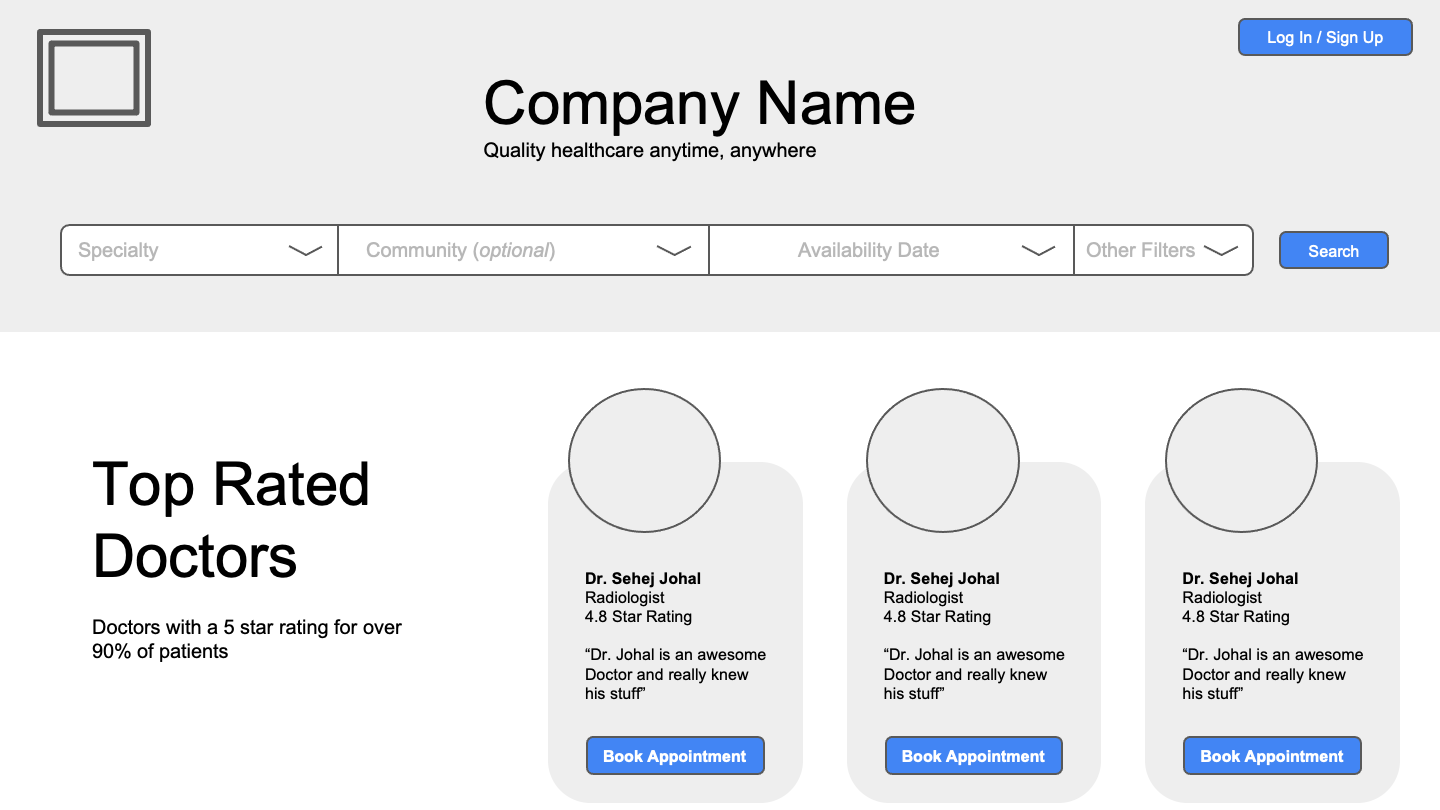 Log In / Sign Up
Company Name
Quality healthcare anytime, anywhere
Specialty
Community (optional)
Availability Date
Other Filters
Search
Top Rated
Doctors
Doctors with a 5 star rating for over
90% of patients
Dr. Sehej Johal
Radiologist
4.8 Star Rating
“Dr. Johal is an awesome
Doctor and really knew
his stuff”
Book Appointment
Dr. Sehej Johal
Radiologist
4.8 Star Rating
“Dr. Johal is an awesome
Doctor and really knew
his stuff”
Book Appointment
Dr. Sehej Johal
Radiologist
4.8 Star Rating
“Dr. Johal is an awesome
Doctor and really knew
his stuff”
Book Appointment